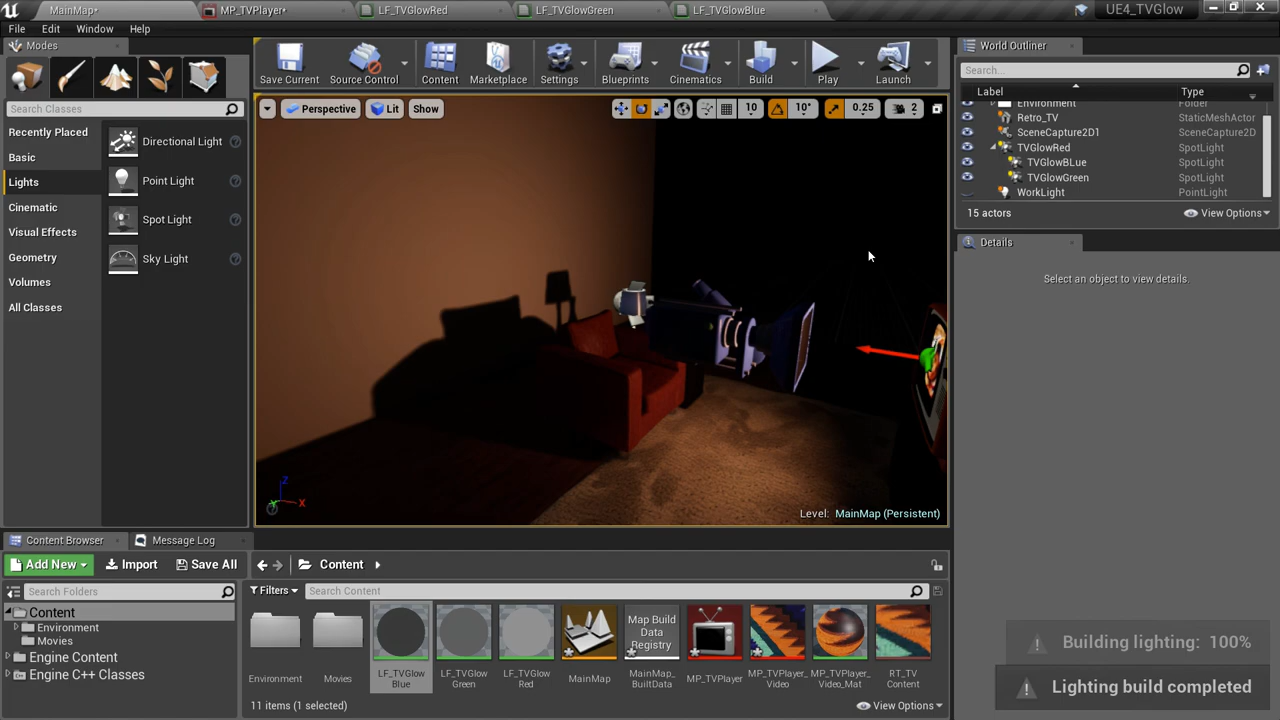 MainMap*
MP_TVPlayer*
LF_TVGlowRed
LF_TVGlowGreen
LF_TVGlowBlue
UE4_TVGlow
File
Edit
Window
Help
Modes
Search Classes
Recently Placed
Basic
Lights
Cinematic
Visual Effects
Geometry
Volumes
All Classes
Directional Light
Point Light
Spot Light
Sky Light
Save Current
Source Control
Content
Marketplace
Settings
Blueprints
Cinematics
Build
Play
Launch
Perspective
Lit
Show
10
10°
0.25
2
Level: MainMap (Persistent)
World Outliner
Search...
Label
Type
Environment
Folder
Retro_TV
StaticMeshActor
SceneCapture2D1
SceneCapture2D
TVGlowRed
SpotLight
TVGlowBLue
SpotLight
TVGlowGreen
SpotLight
WorkLight
PointLight
15 actors
View Options
Details
Select an object to view details.
Content Browser
Message Log
Add New
Import
Save All
Content
Search Folders
Filters
Search Content
Content
Environment
Movies
Engine Content
Engine C++ Classes
Map Build
Data
Registry
Environment
Movies
LF_TVGlow
Blue
LF_TVGlow
Green
LF_TVGlow
Red
MainMap
MainMap_
BuiltData
MP_TVPlayer
MP_TVPlayer_
Video
MP_TVPlayer_
Video_Mat
RT_TV
Content
11 items (1 selected)
View Options
Building lighting: 100%
Lighting build completed